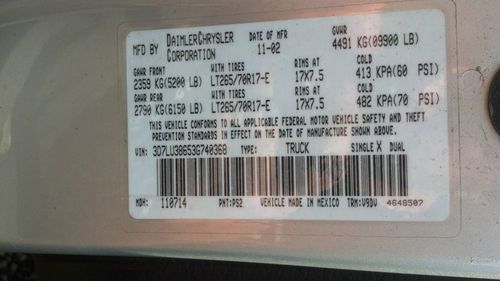 MFD BY DAIMLERCHRYSLER CORPORATION DATE OF MFR 11-02 GVWR 4491 KG(09900 LB)
GAWR FRONT WITH TIRES RIMS AT COLD
2359 KG(5200 LB) LT265/70R17-E 17X7.5 413 KPA(60 PSI)
GAWR REAR WITH TIRES RIMS AT COLD
2790 KG(6150 LB) LT265/70R17-E 17X7.5 482 KPA(70 PSI)
THIS VEHICLE CONFORMS TO ALL APPLICABLE FEDERAL MOTOR VEHICLE SAFETY AND THEFT
PREVENTION STANDARDS IN EFFECT ON THE DATE OF MANUFACTURE SHOWN ABOVE.
VIN: 3D7LU38653G740368 TYPE: TRUCK SINGLE X DUAL
MDH: 110714 PNT:PS2 VEHICLE MADE IN MEXICO TRM:V9DV 4648507